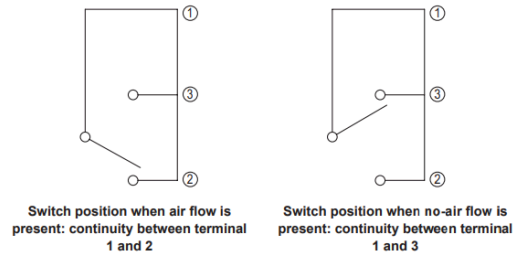 ①
①
③
③
②
②
Switch position when air flow is
present: continuity between terminal
1 and 2
Switch position when no-air flow is
present: continuity between terminal
1 and 3